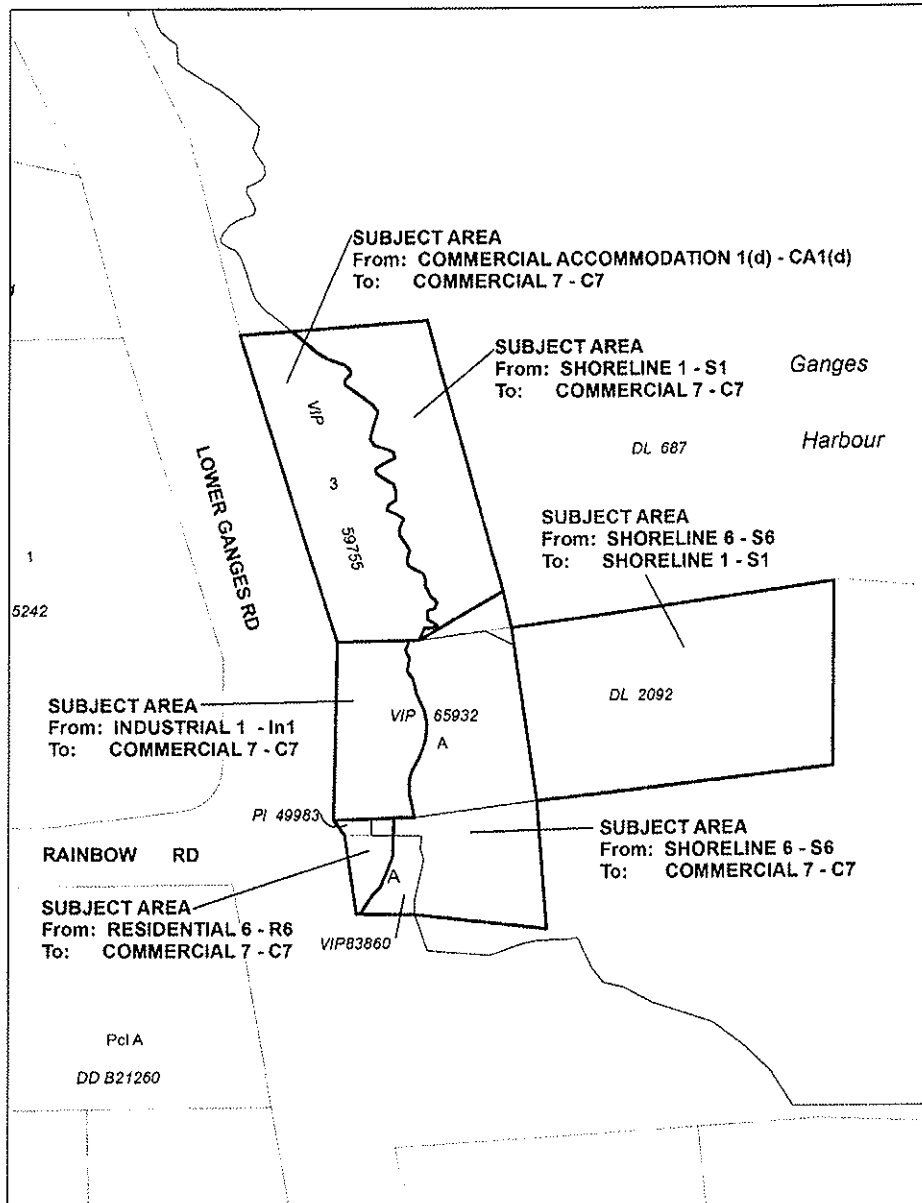 SUBJECT AREA
From: COMMERCIAL ACCOMMODATION 1(d) - CA1(d)
To: COMMERCIAL 7 - C7
SUBJECT AREA
From: SHORELINE 1 - S1
To: COMMERCIAL 7 - C7
Ganges
Harbour
DL 687
VIP
3
59755
LOWER GANGES RD
SUBJECT AREA
From: SHORELINE 6 - S6
To: SHORELINE 1 - S1
1
5242
DL 2092
SUBJECT AREA
From: INDUSTRIAL 1 - In1
To: COMMERCIAL 7 - C7
VIP 65932
A
Pl 49983
RAINBOW RD
SUBJECT AREA
From: SHORELINE 6 - S6
To: COMMERCIAL 7 - C7
A
SUBJECT AREA
From: RESIDENTIAL 6 - R6
To: COMMERCIAL 7 - C7
VIP83860
Pcl A
DD B21260